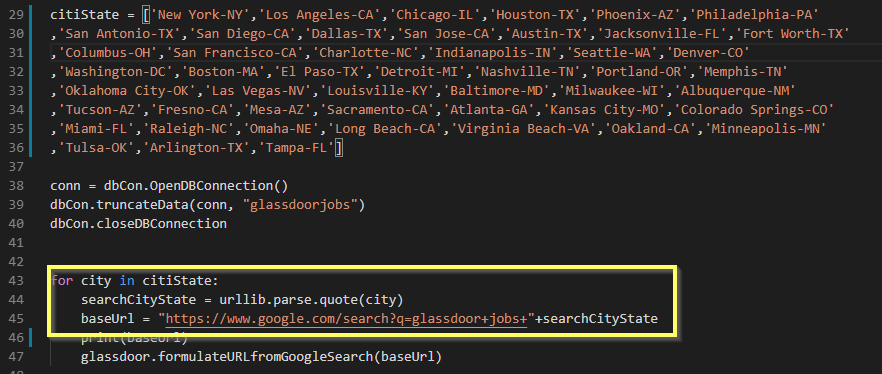 29 citiState = ['New York-NY','Los Angeles-CA','Chicago-IL','Houston-TX','Phoenix-AZ','Philadelphia-PA'
30 ,'San Antonio-TX','San Diego-CA','Dallas-TX','San Jose-CA','Austin-TX','Jacksonville-FL','Fort Worth-TX'
31 ,'Columbus-OH','San Francisco-CA','Charlotte-NC','Indianapolis-IN','Seattle-WA','Denver-CO'
32 ,'Washington-DC','Boston-MA','El Paso-TX','Detroit-MI','Nashville-TN','Portland-OR','Memphis-TN'
33 ,'Oklahoma City-OK','Las Vegas-NV','Louisville-KY','Baltimore-MD','Milwaukee-WI','Albuquerque-NM'
34 ,'Tucson-AZ','Fresno-CA','Mesa-AZ','Sacramento-CA','Atlanta-GA','Kansas City-MO','Colorado Springs-CO'
35 ,'Miami-FL','Raleigh-NC','Omaha-NE','Long Beach-CA','Virginia Beach-VA','Oakland-CA','Minneapolis-MN'
36 ,'Tulsa-OK','Arlington-TX','Tampa-FL']
37
38 conn = dbCon.OpenDBConnection()
39 dbCon.truncateData(conn, "glassdoorjobs")
40 dbCon.closeDBConnection
41
42
43 for city in citiState:
44 searchCityState = urllib.parse.quote(city)
45 baseUrl = "https://www.google.com/search?q=glassdoor+jobs+"+searchCityState
46 print(baseUrl)
47 glassdoor.formulateURLfromGoogleSearch(baseUrl)